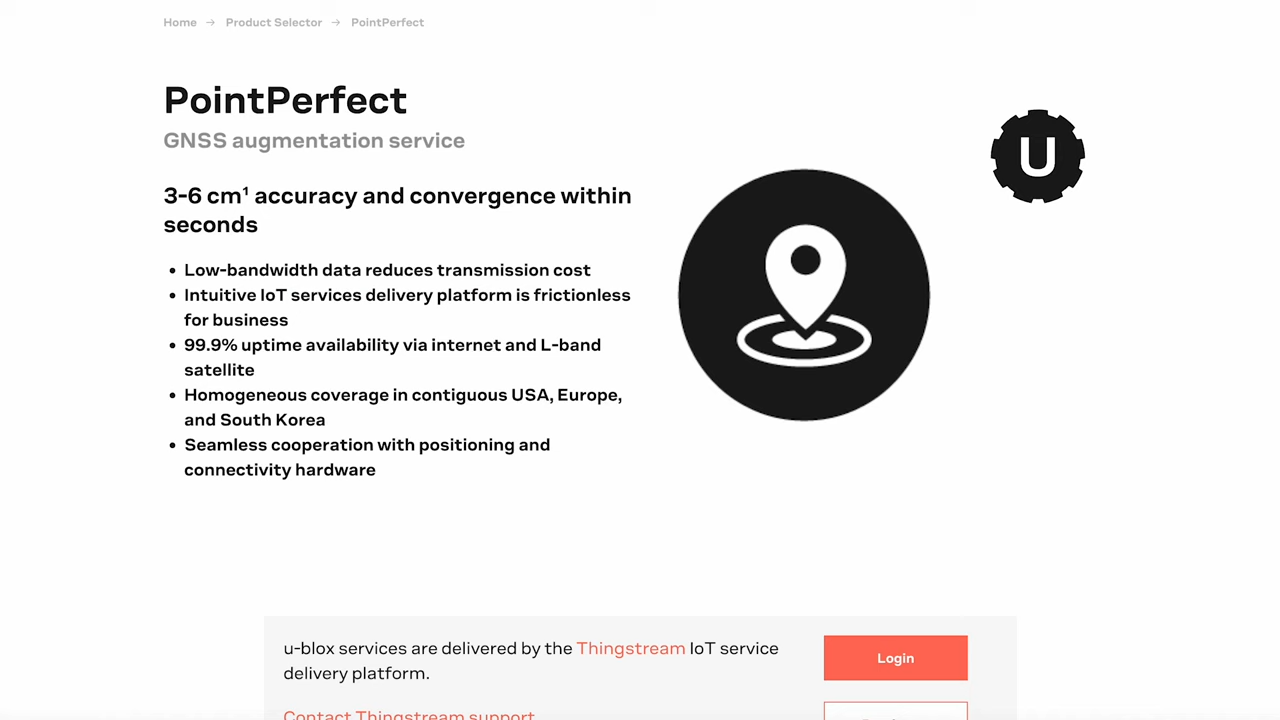 Home → Product Selector → PointPerfect
PointPerfect
GNSS augmentation service
3-6 cm¹ accuracy and convergence within
seconds
• Low-bandwidth data reduces transmission cost
• Intuitive IoT services delivery platform is frictionless
for business
• 99.9% uptime availability via internet and L-band
satellite
• Homogeneous coverage in contiguous USA, Europe,
and South Korea
• Seamless cooperation with positioning and
connectivity hardware
U
u-blox services are delivered by the Thingstream IoT service
delivery platform.
Login
Contact Thingstream support